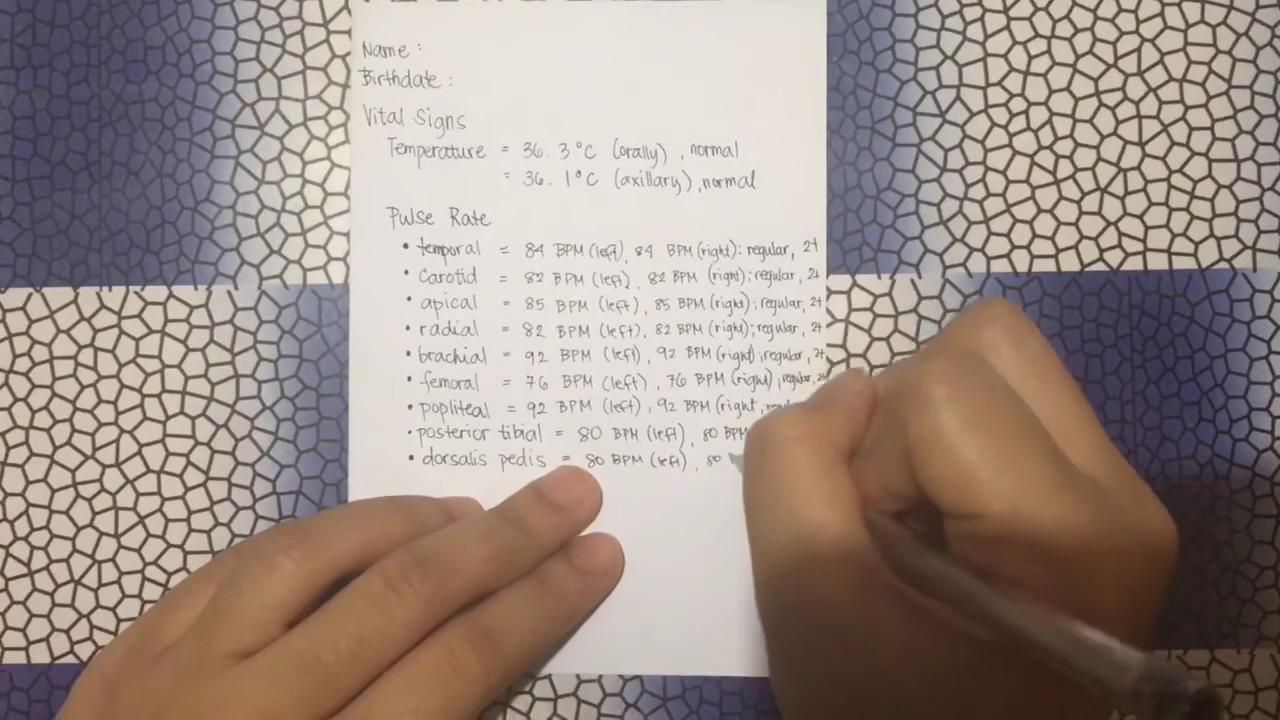 Name :
Birthdate :
Vital Signs
Temperature = 36.3°C (orally), normal
= 36.1°C (axillary), normal
Pulse Rate
• temporal = 84 BPM (left), 84 BPM (right): regular, 2+
• carotid = 82 BPM (left), 82 BPM (right); regular, 2+
• apical = 85 BPM (left), 85 BPM (right); regular, 2+
• radial = 82 BPM (left), 82 BPM (right); regular, 2+
• brachial = 92 BPM (left), 92 BPM (right); regular, 2+
• femoral = 76 BPM (left), 76 BPM (right); regular, 2+
• popliteal = 92 BPM (left), 92 BPM (right,
• posterior tibial = 80 BPM (left), 80 BPM
• dorsalis pedis = 80 BPM (left), 80